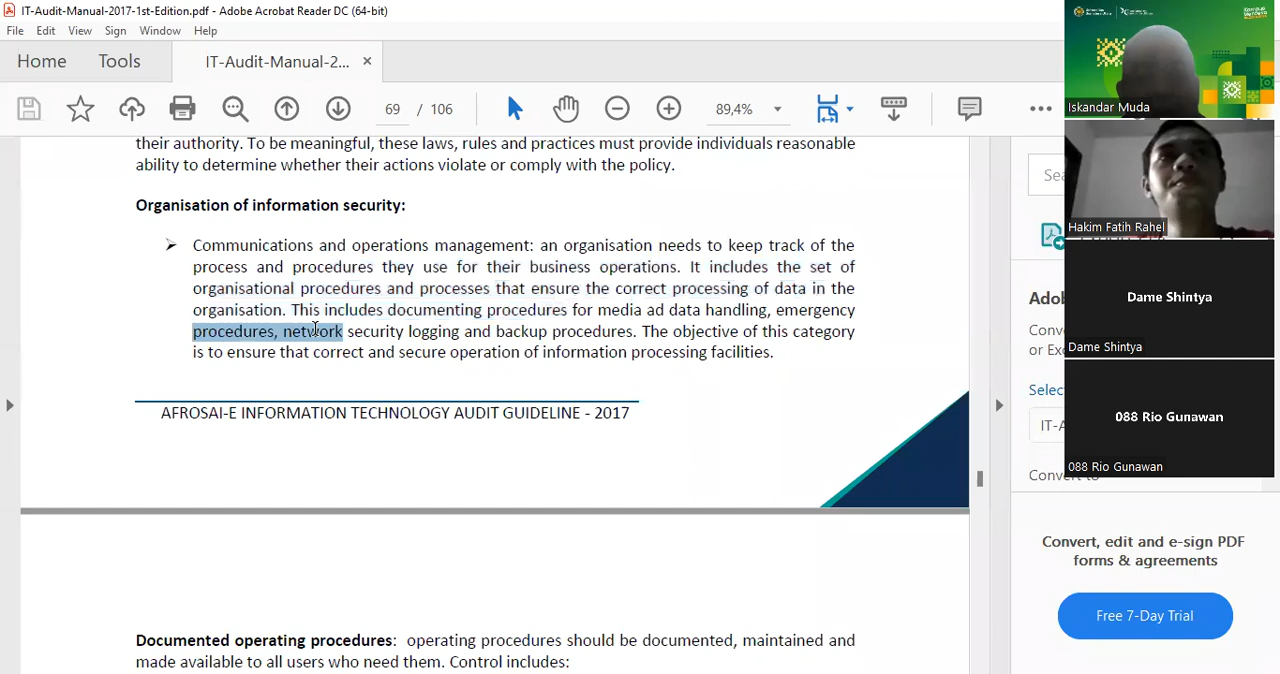 IT-Audit-Manual-2017-1st-Edition.pdf - Adobe Acrobat Reader DC (64-bit)
File Edit View Sign Window Help
Home Tools IT-Audit-Manual-2... ×
69 / 106 89,4%
their authority. To be meaningful, these laws, rules and practices must provide individuals reasonable
ability to determine whether their actions violate or comply with the policy.
Organisation of information security:
Communications and operations management: an organisation needs to keep track of the
process and procedures they use for their business operations. It includes the set of
organisational procedures and processes that ensure the correct processing of data in the
organisation. This includes documenting procedures for media ad data handling, emergency
procedures, network security logging and backup procedures. The objective of this category
is to ensure that correct and secure operation of information processing facilities.
AFROSAI-E INFORMATION TECHNOLOGY AUDIT GUIDELINE - 2017
Documented operating procedures: operating procedures should be documented, maintained and
made available to all users who need them. Control includes:
Sea
Adob
Conve
or Ex
Select
IT-A
Convert to
Convert, edit and e-sign PDF
forms & agreements
Free 7-Day Trial
Iskandar Muda
Hakim Fatih Rahel
Dame Shintya
Dame Shintya
088 Rio Gunawan
088 Rio Gunawan